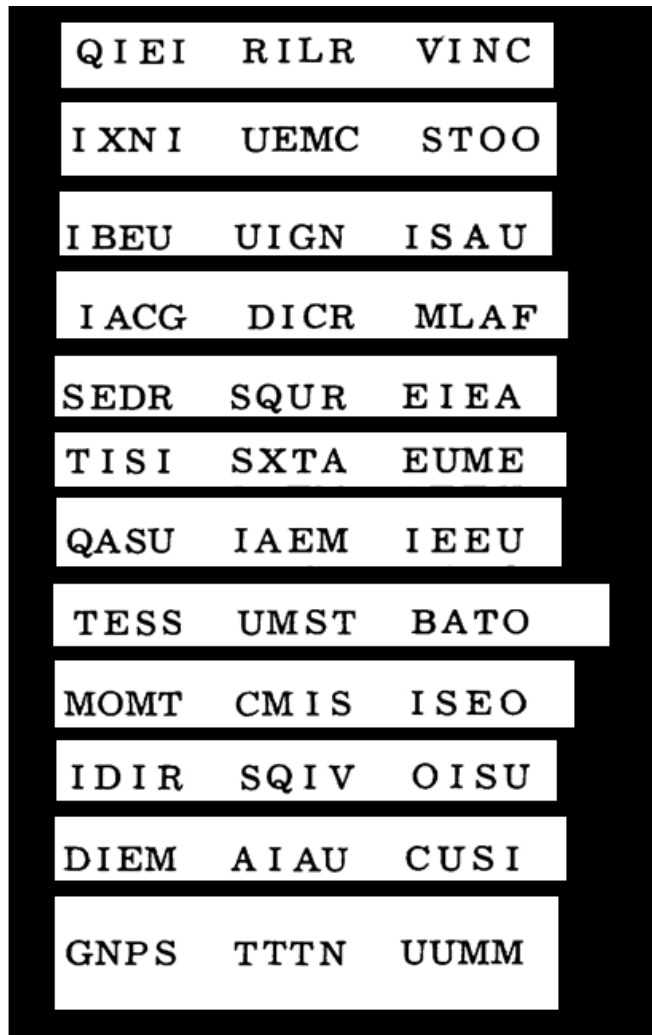 QIEI RILR VINC
IXNI UEMC STOO
IBEU UIGN ISAU
IACG DICR MLAF
SEDR SQUR EIEA
TISI SXTA EUME
QASU IAEM IEEU
TESS UMST BATO
MOMT CMIS ISEO
IDIR SQIV OISU
DIEM AIAU CUSI
GNPS TTTN UUMM